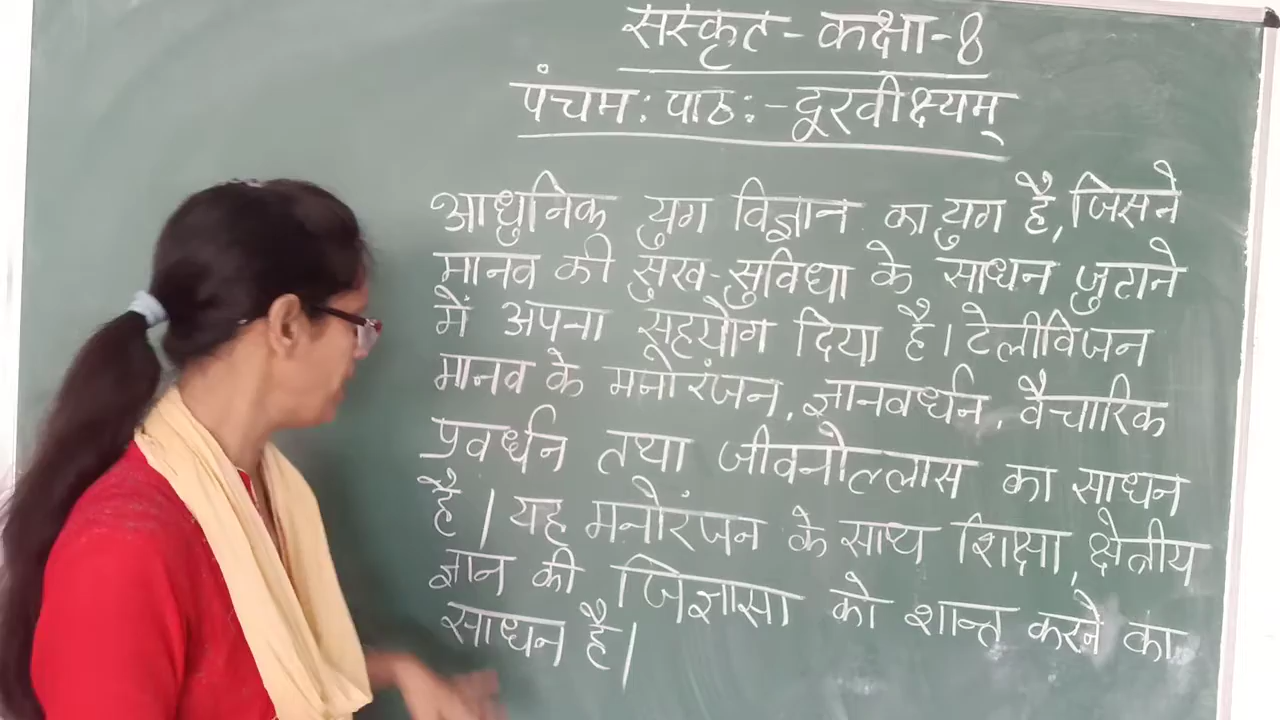 संस्कृत - कक्षा - 8
पंचम : पाठ : - दूरवीक्ष्यम्
आधुनिक युग विज्ञान का युग है, जिसने
मानव की सुख-सुविधा के साधन जुटाने
में अपना सहयोग दिया है। टेलीविजन
मानव के मनोरंजन, ज्ञानवर्धन, वैचारिक
प्रवर्धन तथा जीवनोल्लास का साधन
है। यह मनोरंजन के साथ शिक्षा, क्षेत्रीय
ज्ञान की जिज्ञासा को शान्त करने का
साधन है।